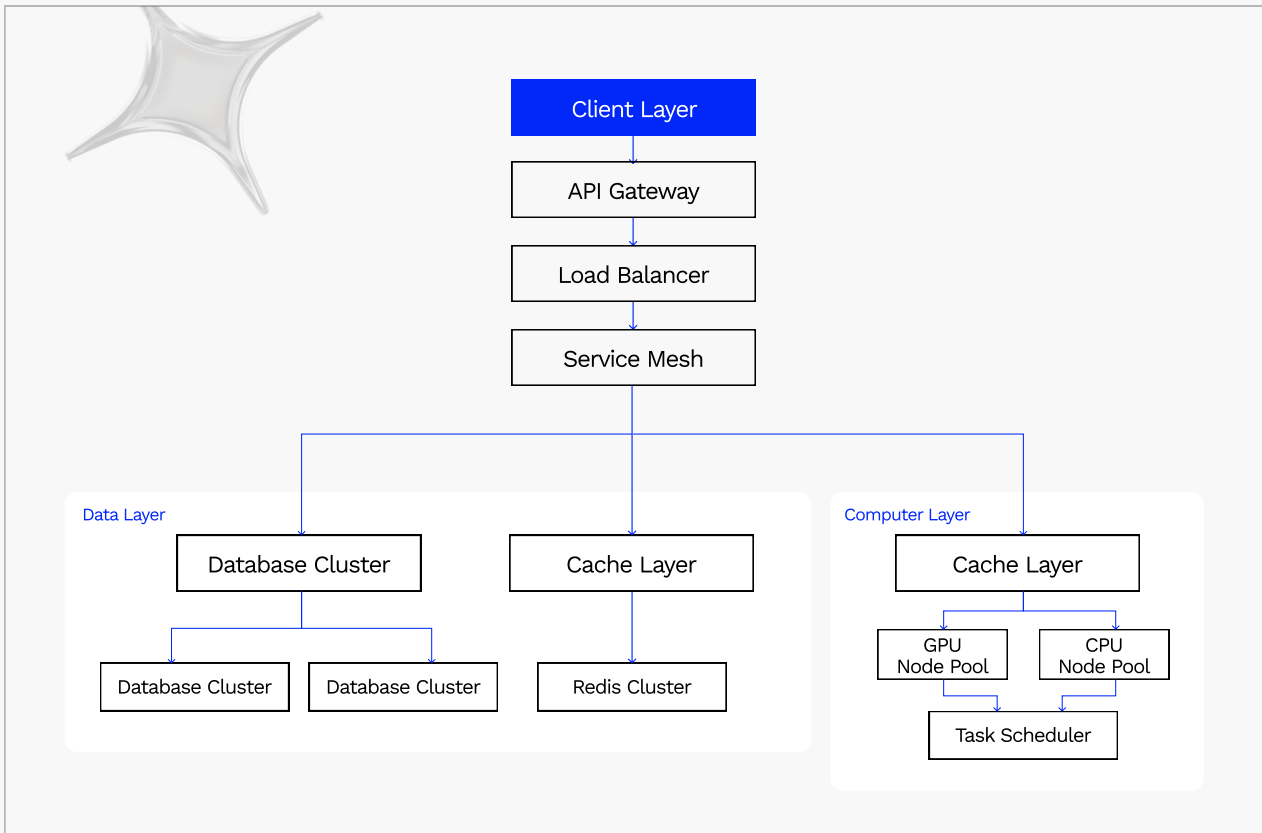 Client Layer
API Gateway
Load Balancer
Service Mesh
Data Layer
Computer Layer
Database Cluster
Cache Layer
Cache Layer
GPU
Node Pool
CPU
Node Pool
Database Cluster
Database Cluster
Redis Cluster
Task Scheduler